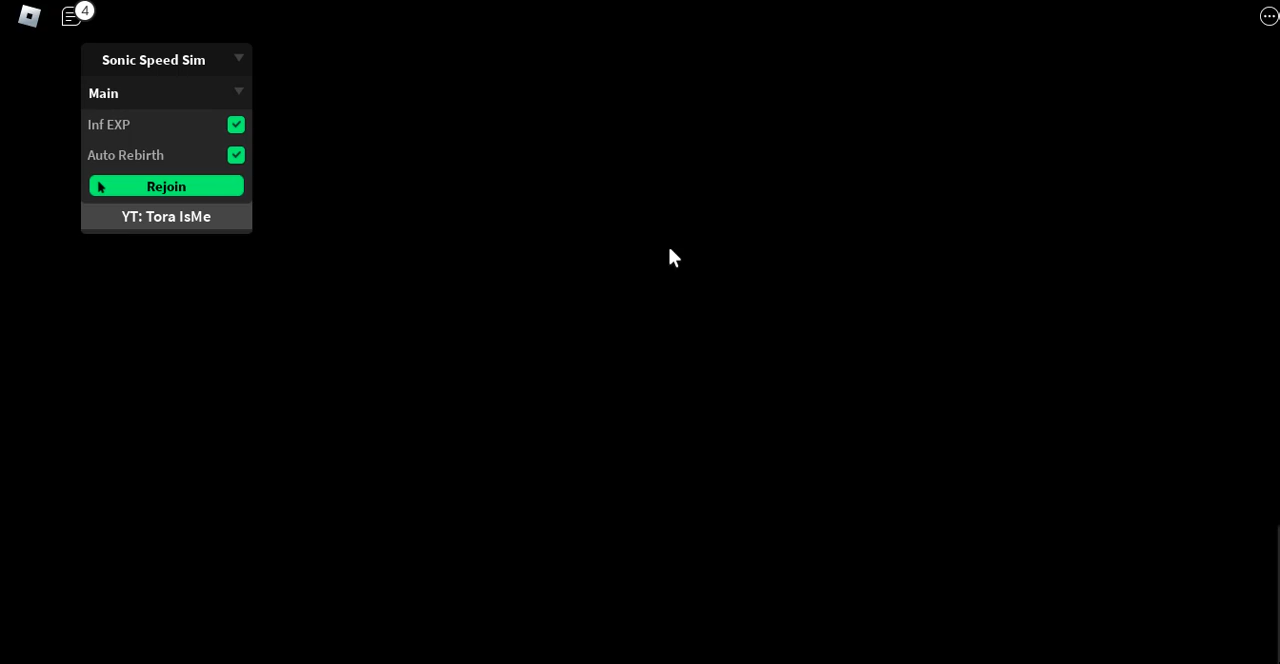 4
Sonic Speed Sim
Main
Inf EXP
Auto Rebirth
Rejoin
YT: Tora IsMe